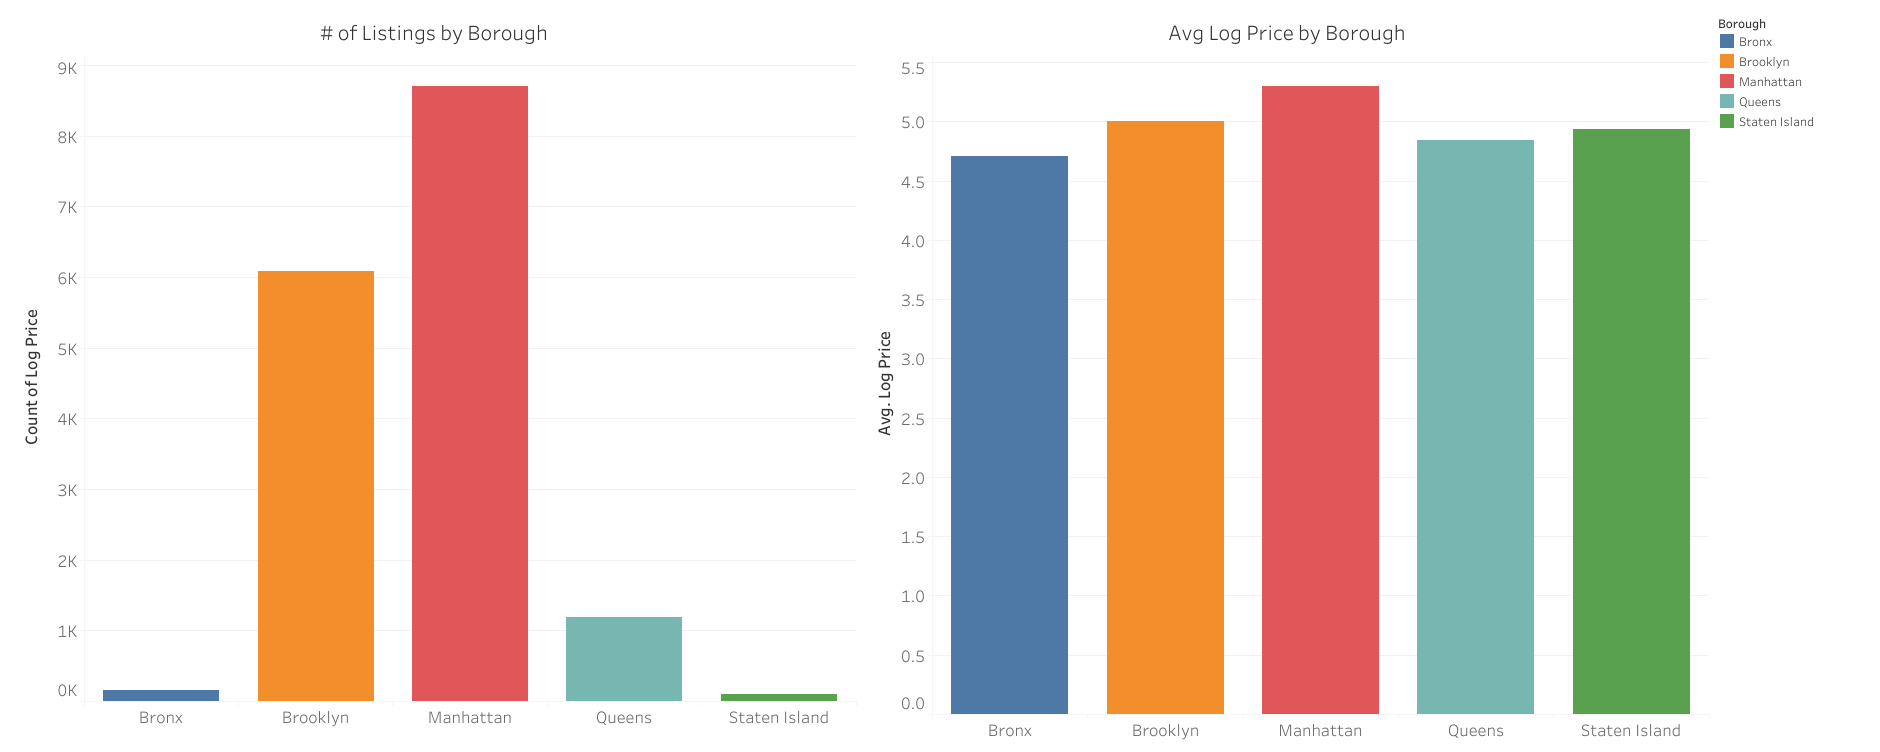 # of Listings by Borough
Count of Log Price
9K
8K
7K
6K
5K
4K
3K
2K
1K
0K
Bronx Brooklyn Manhattan Queens Staten Island
Avg Log Price by Borough
Avg. Log Price
5.5
5.0
4.5
4.0
3.5
3.0
2.5
2.0
1.5
1.0
0.5
0.0
Bronx Brooklyn Manhattan Queens Staten Island
Borough
Bronx
Brooklyn
Manhattan
Queens
Staten Island